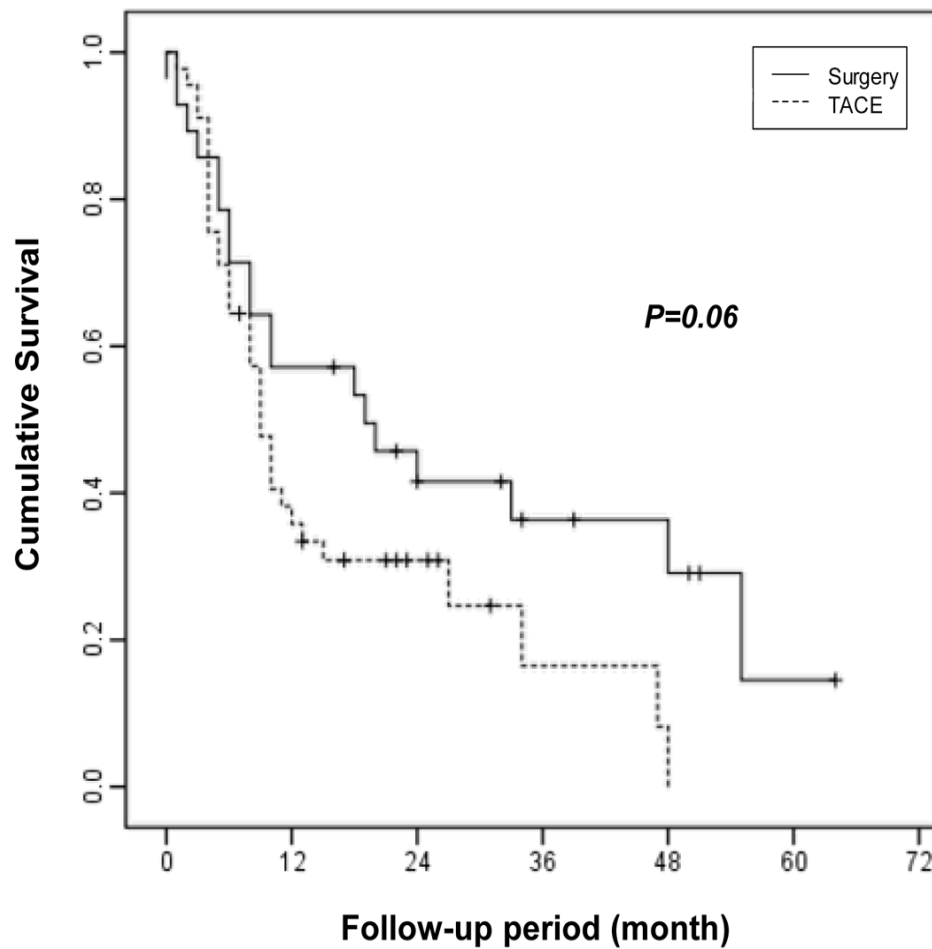 Surgery
TACE
P=0.06
1.0
0.8
0.6
0.4
0.2
0.0
Cumulative Survival
0 12 24 36 48 60 72
Follow-up period (month)